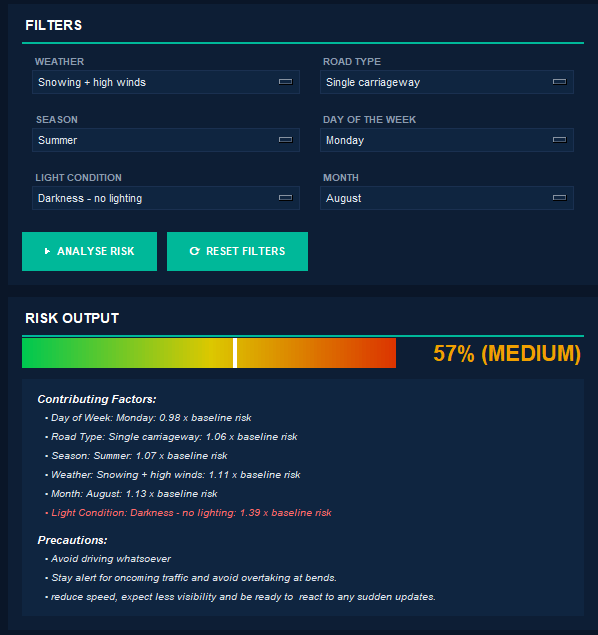 FILTERS
WEATHER
Snowing + high winds
ROAD TYPE
Single carriageway
SEASON
Summer
DAY OF THE WEEK
Monday
LIGHT CONDITION
Darkness - no lighting
MONTH
August
ANALYSE RISK
RESET FILTERS
RISK OUTPUT
57% (MEDIUM)
Contributing Factors:
• Day of Week: Monday: 0.98 x baseline risk
• Road Type: Single carriageway: 1.06 x baseline risk
• Season: Summer: 1.07 x baseline risk
• Weather: Snowing + high winds: 1.11 x baseline risk
• Month: August: 1.13 x baseline risk
• Light Condition: Darkness - no lighting: 1.39 x baseline risk
Precautions:
• Avoid driving whatsoever
• Stay alert for oncoming traffic and avoid overtaking at bends.
• reduce speed, expect less visibility and be ready to  react to any sudden updates.